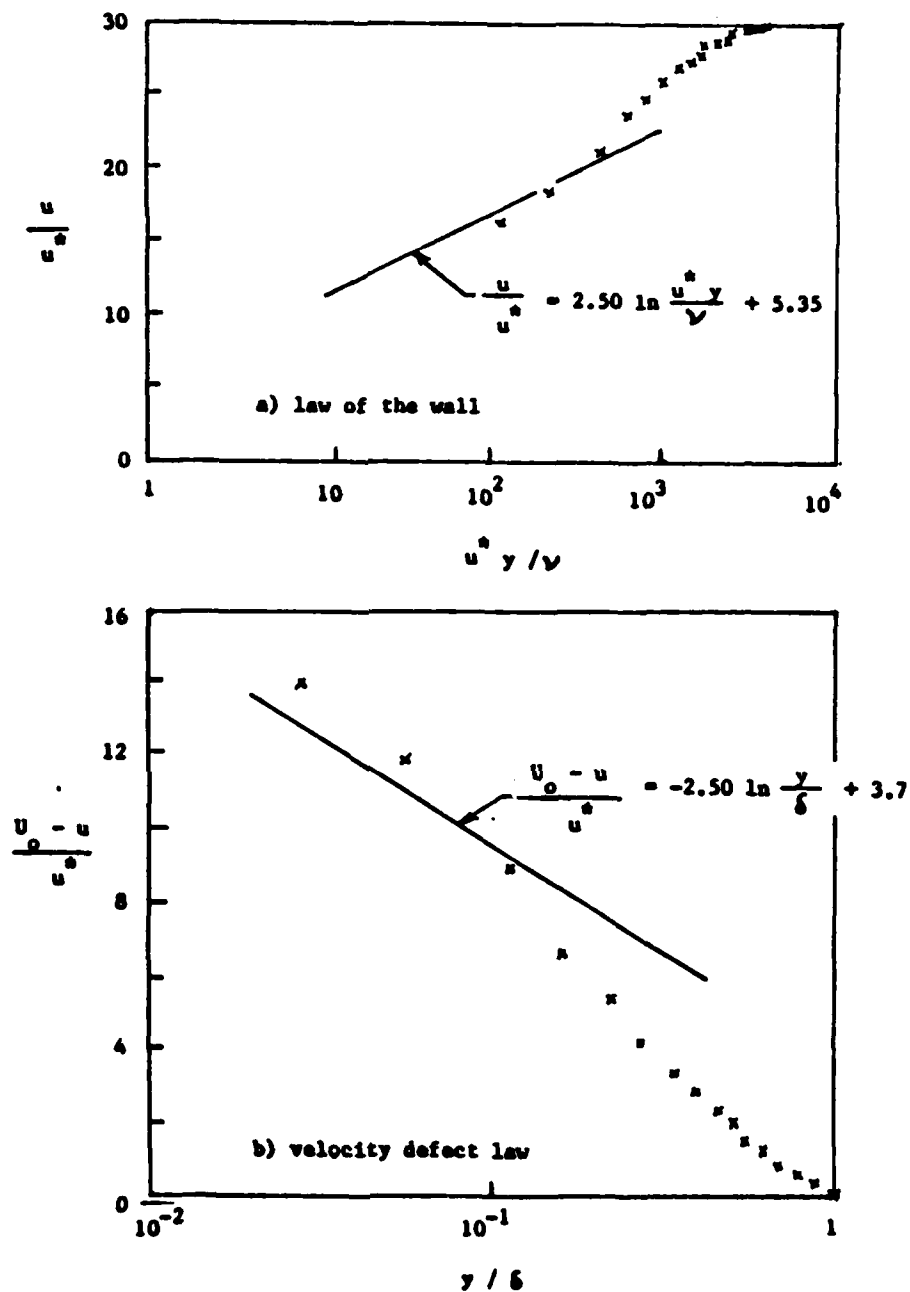 30
20
10
0
u / u*
u / u* = 2.50 ln u* y / ν + 5.35
a) law of the wall
1 10 10² 10³ 10⁴
u* y / ν
16
12
8
4
0
U₀ - u / u*
U₀ - u / u* = -2.50 ln y / δ + 3.7
b) velocity defect law
10⁻² 10⁻¹ 1
y / δ